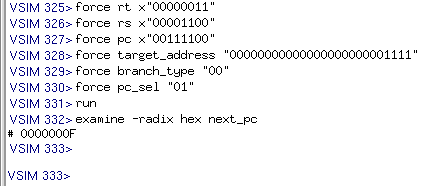 VSIM 325> force rt x"00000011"
VSIM 326> force rs x"00001100"
VSIM 327> force pc x"00111100"
VSIM 328> force target_address "00000000000000000000001111"
VSIM 329> force branch_type "00"
VSIM 330> force pc_sel "01"
VSIM 331> run
VSIM 332> examine -radix hex next_pc
# 0000000F
VSIM 333>
VSIM 333>